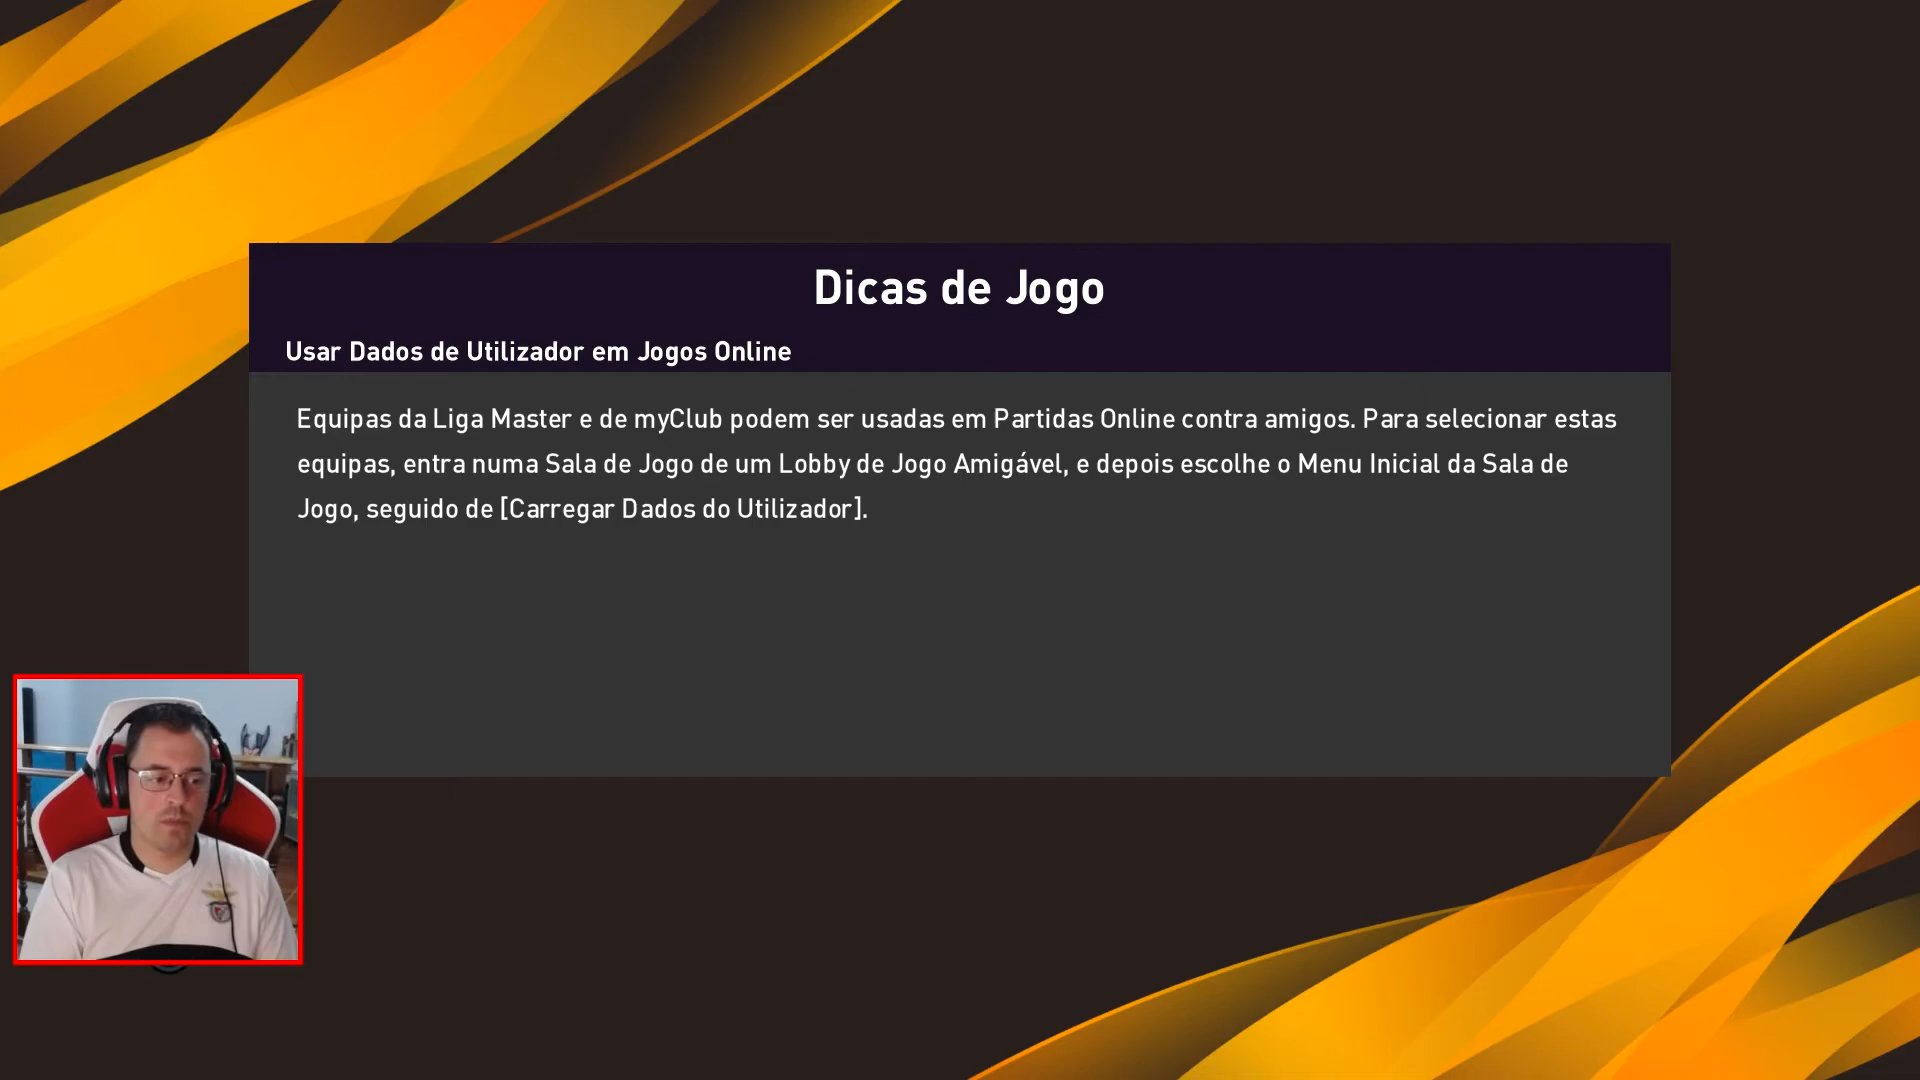 Dicas de Jogo
Usar Dados de Utilizador em Jogos Online
Equipas da Liga Master e de myClub podem ser usadas em Partidas Online contra amigos. Para selecionar estas
equipas, entra numa Sala de Jogo de um Lobby de Jogo Amigável, e depois escolhe o Menu Inicial da Sala de
Jogo, seguido de [Carregar Dados do Utilizador].